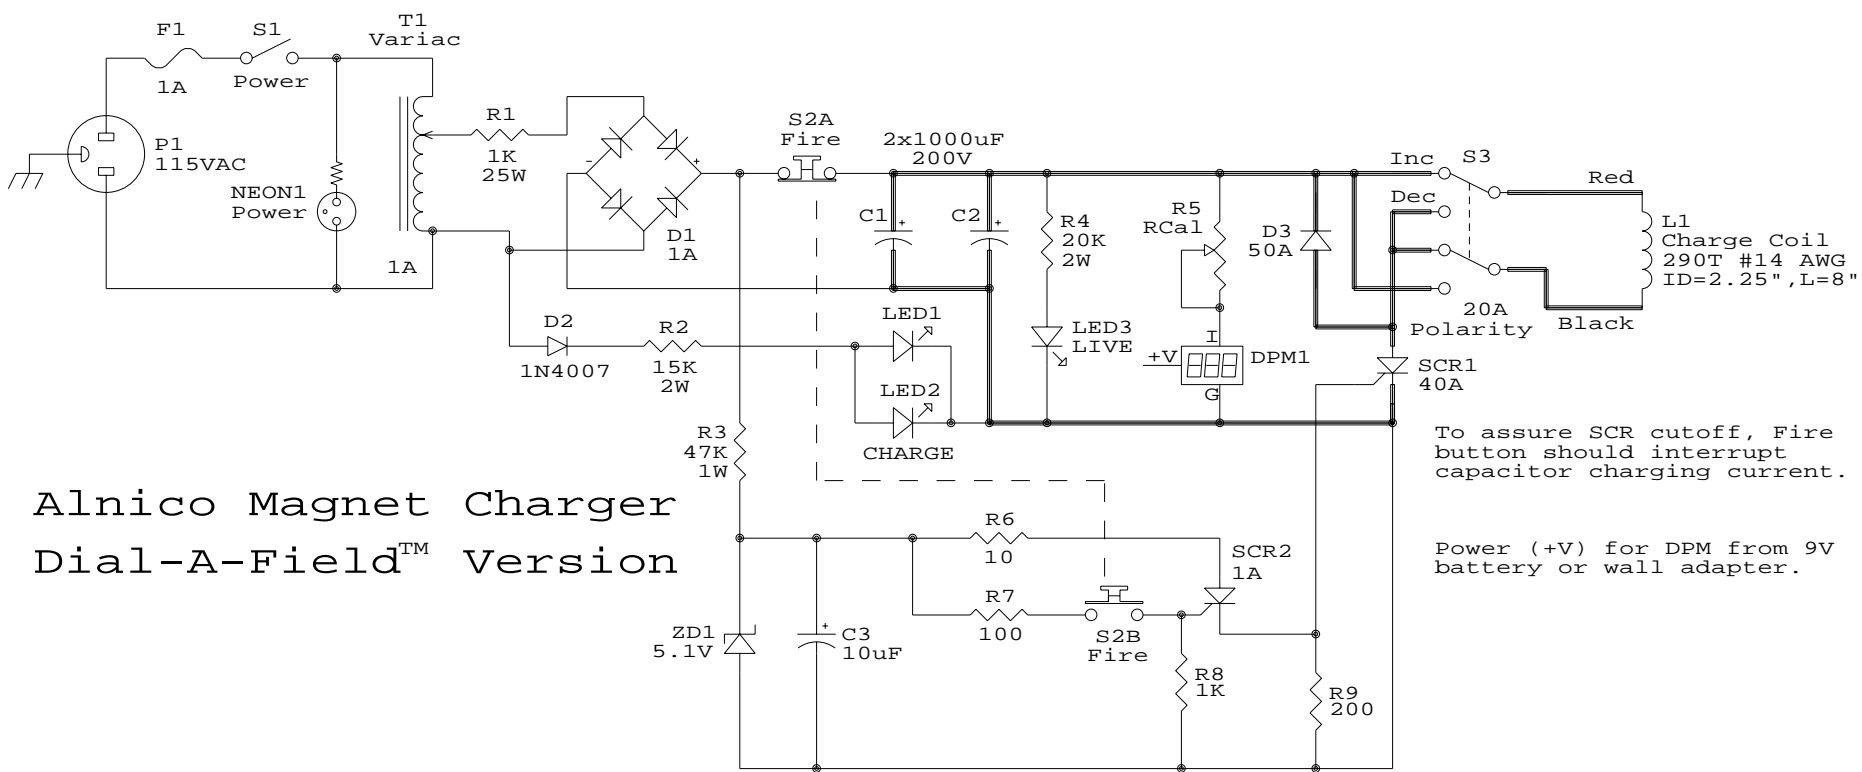 F1
1A
S1
Power
T1
Variac
P1
115VAC
NEON1
Power
1A
R1
1K
25W
-
+
D1
1A
S2A
Fire
2x1000uF
200V
C1
+
C2
+
R4
20K
2W
R5
RCal
D3
50A
Inc
S3
Dec
Red
L1
Charge Coil
290T #14 AWG
ID=2.25",L=8"
20A
Polarity
Black
D2
1N4007
R2
15K
2W
LED1
LED2
CHARGE
LED3
LIVE
I
+V
DPM1
G
SCR1
40A
R3
47K
1W
To assure SCR cutoff, Fire
button should interrupt
capacitor charging current.
Alnico Magnet Charger
Dial-A-Field™ Version
R6
10
SCR2
1A
Power (+V) for DPM from 9V
battery or wall adapter.
R7
100
S2B
Fire
ZD1
5.1V
+
C3
10uF
R8
1K
R9
200